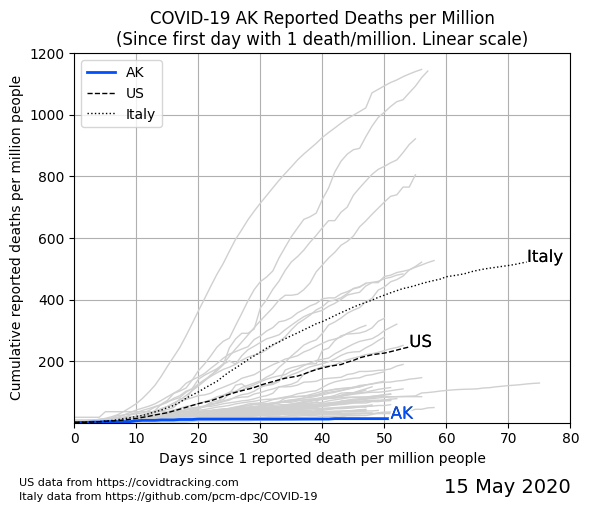 COVID-19 AK Reported Deaths per Million
(Since first day with 1 death/million. Linear scale)
Cumulative reported deaths per million people
1200
1000
800
600
400
200
AK
US
Italy
Italy
US
AK
0 10 20 30 40 50 60 70 80
Days since 1 reported death per million people
US data from https://covidtracking.com
Italy data from https://github.com/pcm-dpc/COVID-19
15 May 2020